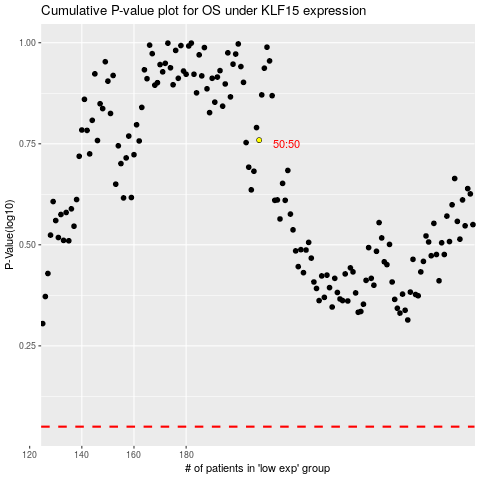 Cumulative P-value plot for OS under KLF15 expression
P-Value(log10)
1.00
0.75
0.50
0.25
50:50
120 140 160 180
# of patients in 'low exp' group